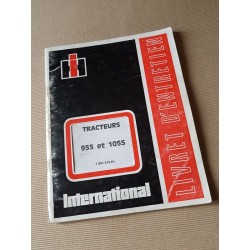 TRACTEURS
955 et 1055
International
LIVRET D'ENTRETIEN